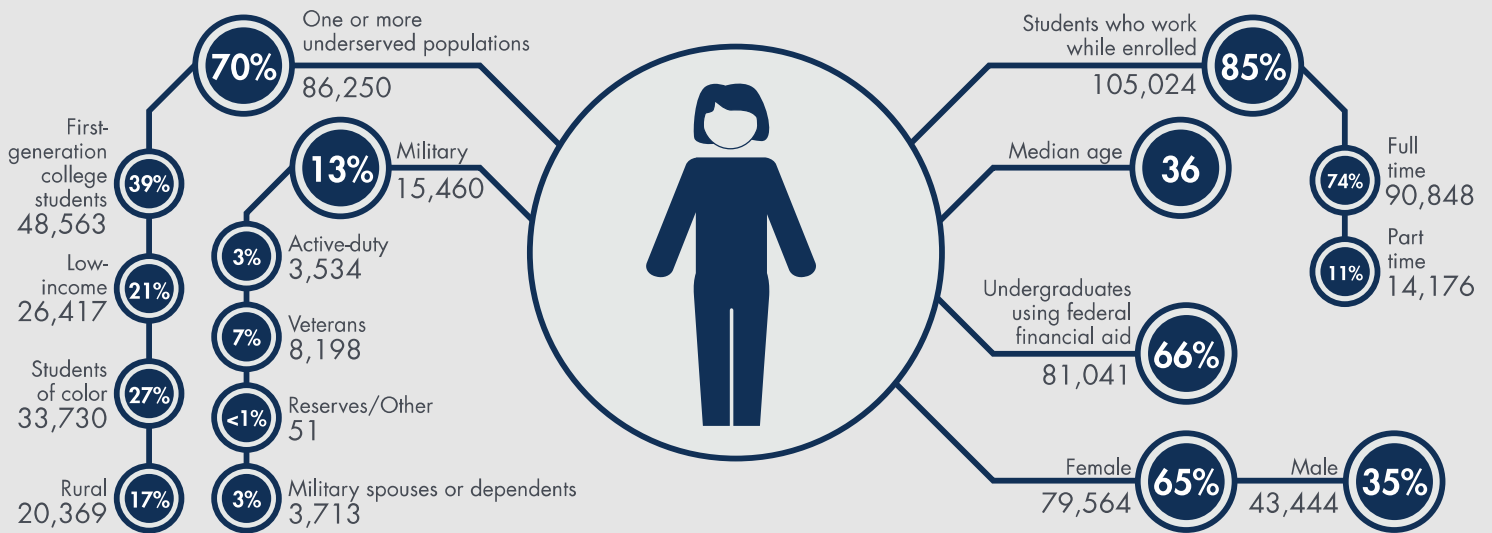 One or more
underserved populations
70%
86,250
First-
generation
college
students
48,563
39%
Low-
income
26,417
21%
Students
of color
33,730
27%
Rural
20,369
17%
Military
13%
15,460
Active-duty
3%
3,534
Veterans
7%
8,198
Reserves/Other
<1%
51
Military spouses or dependents
3%
3,713
Students who work
while enrolled
105,024
85%
Full
time
74%
90,848
Part
time
11%
14,176
Median age
36
Undergraduates
using federal
financial aid
81,041
66%
Female
79,564
65%
Male
43,444
35%